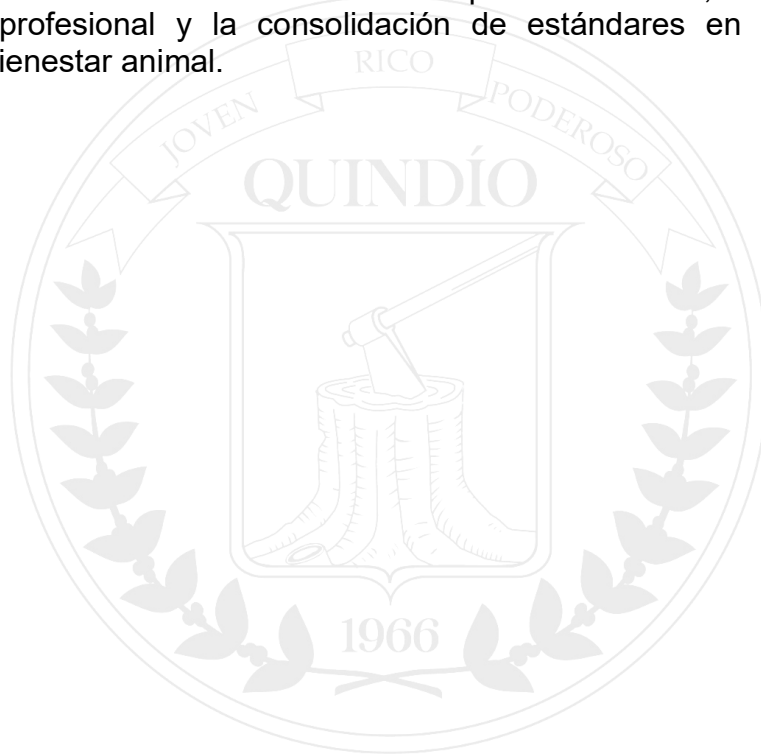 profesional y la consolidación de estándares en
ienestar animal.
RICO
JOVEN
PODEROSO
QUINDÍO
1966